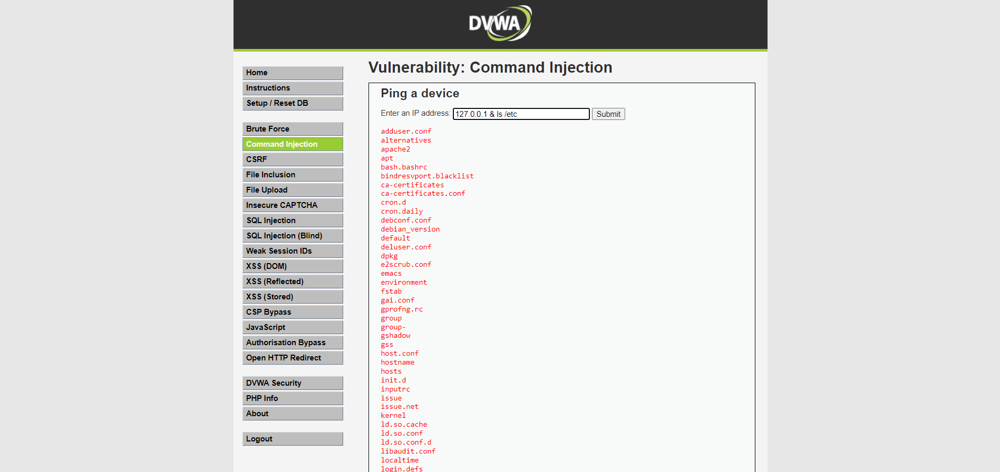 DVWA
Home
Instructions
Setup / Reset DB
Brute Force
Command Injection
CSRF
File Inclusion
File Upload
Insecure CAPTCHA
SQL Injection
SQL Injection (Blind)
Weak Session IDs
XSS (DOM)
XSS (Reflected)
XSS (Stored)
CSP Bypass
JavaScript
Authorisation Bypass
Open HTTP Redirect
DVWA Security
PHP Info
About
Logout
Vulnerability: Command Injection
Ping a device
Enter an IP address: 127.0.0.1 & ls /etc Submit
adduser.conf
alternatives
apache2
apt
bash.bashrc
bindresvport.blacklist
ca-certificates
ca-certificates.conf
cron.d
cron.daily
debconf.conf
debian_version
default
deluser.conf
dpkg
e2scrub.conf
emacs
environment
fstab
gai.conf
gprofng.rc
group
group-
gshadow
gss
host.conf
hostname
hosts
init.d
inputrc
issue
issue.net
kernel
ld.so.cache
ld.so.conf
ld.so.conf.d
libaudit.conf
localtime
login.defs